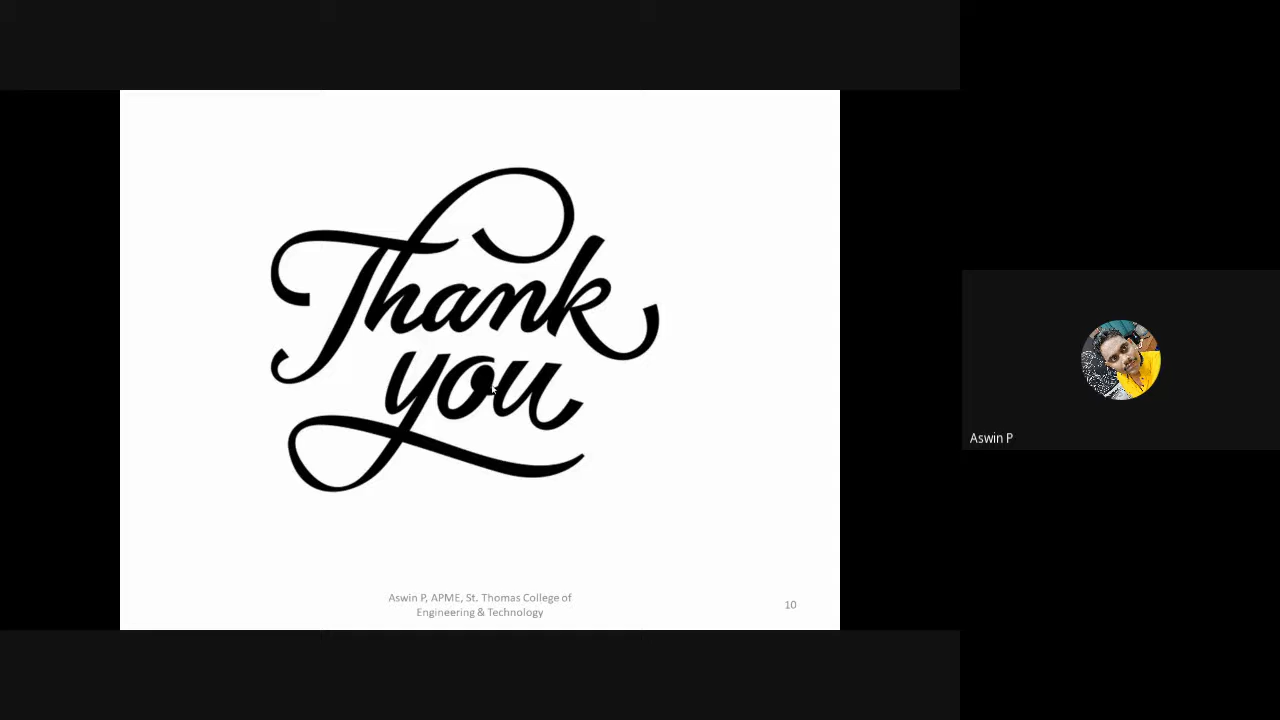 Thank
you
Aswin P, APME, St. Thomas College of
Engineering & Technology
10
Aswin P